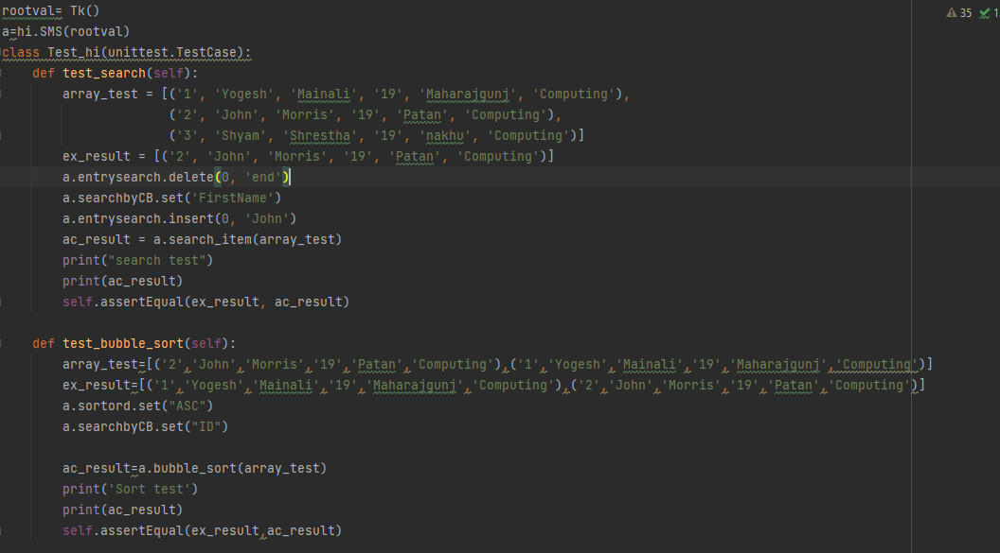 rootval= Tk()
35
1
a=hi.SMS(rootval)
class Test_hi(unittest.TestCase):
    def test_search(self):
        array_test = [('1', 'Yogesh', 'Mainali', '19', 'Maharajgunj', 'Computing'),
                      ('2', 'John', 'Morris', '19', 'Patan', 'Computing'),
                      ('3', 'Shyam', 'Shrestha', '19', 'nakhu', 'Computing')]
        ex_result = [('2', 'John', 'Morris', '19', 'Patan', 'Computing')]
        a.entrysearch.delete(0, 'end')
        a.searchbyCB.set('FirstName')
        a.entrysearch.insert(0, 'John')
        ac_result = a.search_item(array_test)
        print("search test")
        print(ac_result)
        self.assertEqual(ex_result, ac_result)
    def test_bubble_sort(self):
        array_test=[('2','John','Morris','19','Patan','Computing'),('1','Yogesh','Mainali','19','Maharajgunj','Computing')]
        ex_result=[('1','Yogesh','Mainali','19','Maharajgunj','Computing'),('2','John','Morris','19','Patan','Computing')]
        a.sortord.set("ASC")
        a.searchbyCB.set("ID")
        ac_result=a.bubble_sort(array_test)
        print('Sort test')
        print(ac_result)
        self.assertEqual(ex_result,ac_result)